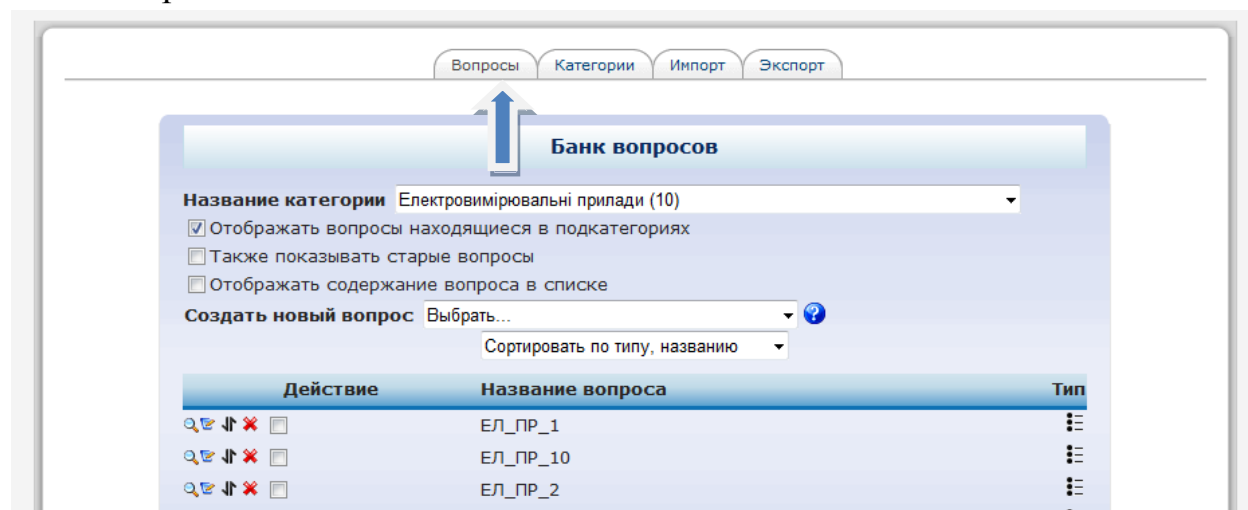 Вопросы Категории Импорт Экспорт
Банк вопросов
Название категории Електровимірювальні прилади (10)
Отображать вопросы находящиеся в подкатегориях
Также показывать старые вопросы
Отображать содержание вопроса в списке
Создать новый вопрос Выбрать...
Сортировать по типу, названию
Действие Название вопроса Тип
ЕЛ_ПР_1
ЕЛ_ПР_10
ЕЛ_ПР_2